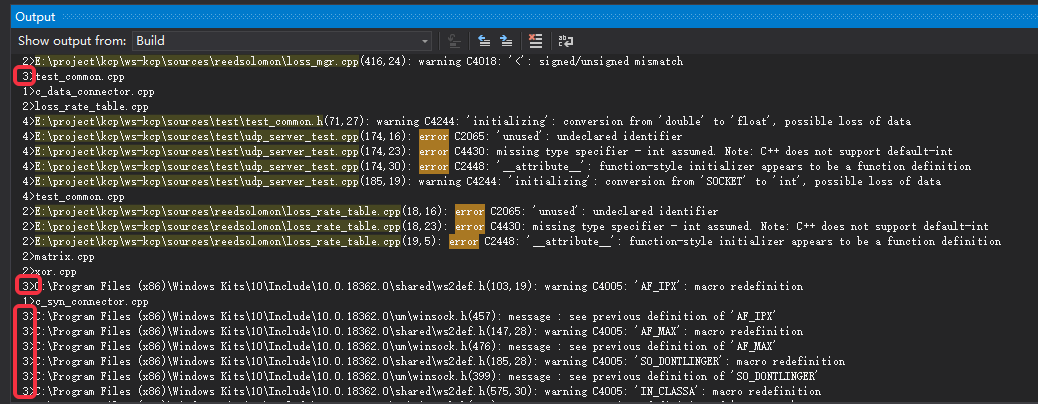 Output
Show output from: Build
2>E:\project\kcp\ws-kcp\sources\reedsolomon\loss_mgr.cpp(416,24): warning C4018: '<': signed/unsigned mismatch
3>test_common.cpp
1>c_data_connector.cpp
2>loss_rate_table.cpp
4>E:\project\kcp\ws-kcp\sources\test\test_common.h(71,27): warning C4244: 'initializing': conversion from 'double' to 'float', possible loss of data
4>E:\project\kcp\ws-kcp\sources\test\udp_server_test.cpp(174,16): error C2065: 'unused': undeclared identifier
4>E:\project\kcp\ws-kcp\sources\test\udp_server_test.cpp(174,23): error C4430: missing type specifier - int assumed. Note: C++ does not support default-int
4>E:\project\kcp\ws-kcp\sources\test\udp_server_test.cpp(174,30): error C2448: '__attribute__': function-style initializer appears to be a function definition
4>E:\project\kcp\ws-kcp\sources\test\udp_server_test.cpp(185,19): warning C4244: 'initializing': conversion from 'SOCKET' to 'int', possible loss of data
4>test_common.cpp
2>E:\project\kcp\ws-kcp\sources\reedsolomon\loss_rate_table.cpp(18,16): error C2065: 'unused': undeclared identifier
2>E:\project\kcp\ws-kcp\sources\reedsolomon\loss_rate_table.cpp(18,23): error C4430: missing type specifier - int assumed. Note: C++ does not support default-int
2>E:\project\kcp\ws-kcp\sources\reedsolomon\loss_rate_table.cpp(19,5): error C2448: '__attribute__': function-style initializer appears to be a function definition
2>matrix.cpp
2>xor.cpp
3>C:\Program Files (x86)\Windows Kits\10\Include\10.0.18362.0\shared\ws2def.h(103,19): warning C4005: 'AF_IPX': macro redefinition
1>c_syn_connector.cpp
3>C:\Program Files (x86)\Windows Kits\10\Include\10.0.18362.0\um\winsock.h(457): message : see previous definition of 'AF_IPX'
3>C:\Program Files (x86)\Windows Kits\10\Include\10.0.18362.0\shared\ws2def.h(147,28): warning C4005: 'AF_MAX': macro redefinition
3>C:\Program Files (x86)\Windows Kits\10\Include\10.0.18362.0\um\winsock.h(476): message : see previous definition of 'AF_MAX'
3>C:\Program Files (x86)\Windows Kits\10\Include\10.0.18362.0\shared\ws2def.h(185,28): warning C4005: 'SO_DONTLINGER': macro redefinition
3>C:\Program Files (x86)\Windows Kits\10\Include\10.0.18362.0\um\winsock.h(399): message : see previous definition of 'SO_DONTLINGER'
3>C:\Program Files (x86)\Windows Kits\10\Include\10.0.18362.0\shared\ws2def.h(575,30): warning C4005: 'IN_CLASSA': macro redefinition